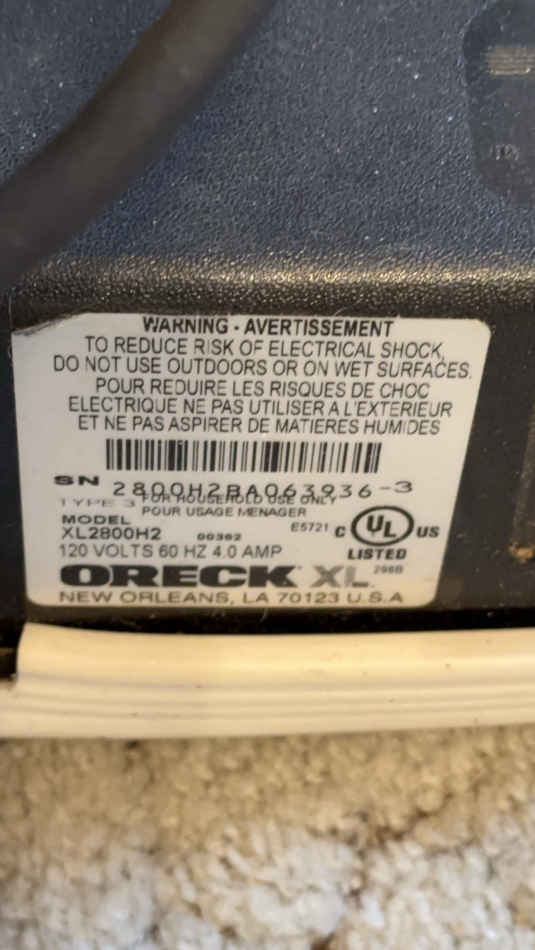 WARNING - AVERTISSEMENT
TO REDUCE RISK OF ELECTRICAL SHOCK,
DO NOT USE OUTDOORS OR ON WET SURFACES.
POUR REDUIRE LES RISQUES DE CHOC
ELECTRIQUE NE PAS UTILISER A L'EXTERIEUR
ET NE PAS ASPIRER DE MATIERES HUMIDES
SN 2800H2BA063936-3
TYPE 3 FOR HOUSEHOLD USE ONLY
POUR USAGE MENAGER
MODEL
XL2800H2 00362 E5721
C UL US
LISTED
120 VOLTS 60 HZ 4.0 AMP
ORECK XL 298B
NEW ORLEANS, LA 70123 U.S.A